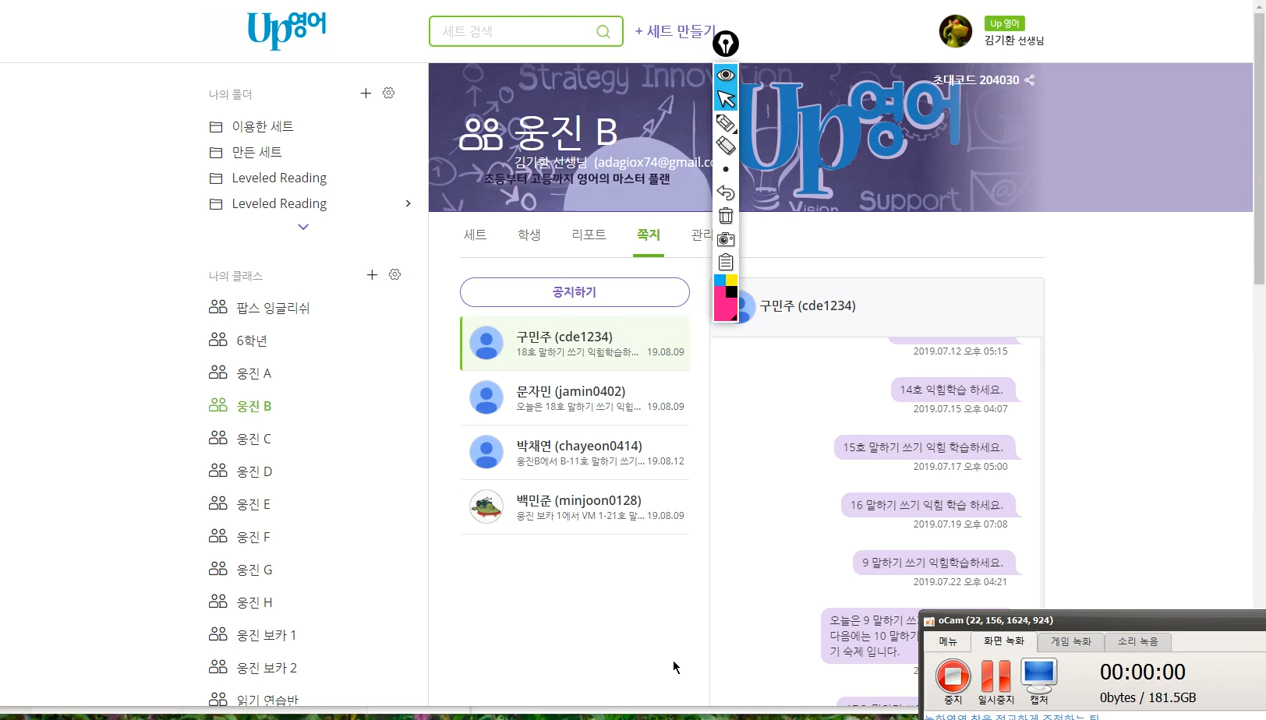 Up영어
세트 검색
+ 세트 만들기
Up 영어
김기환 선생님
나의 폴더
이용한 세트
만든 세트
Leveled Reading
Leveled Reading
나의 클래스
팝스 잉글리쉬
6학년
웅진 A
웅진 B
웅진 C
웅진 D
웅진 E
웅진 F
웅진 G
웅진 H
웅진 보카 1
웅진 보카 2
읽기 연습반
Strategy Innov
초대코드 204030
웅진 B
Up영어
김기환 선생님 (adagiox74@gmail.co
초등부터 고등까지 영어의 마스터 플랜
Vision
Support
세트
학생
리포트
쪽지
관리
공지하기
구민주 (cde1234)
18호 말하기 쓰기 익힘학습하... 19.08.09
문자민 (jamin0402)
오늘은 18호 말하기 쓰기 익힘... 19.08.09
박채연 (chayeon0414)
웅진B에서 B-11호 말하기 쓰기... 19.08.12
백민준 (minjoon0128)
웅진 보카 1에서 VM 1-21호 말... 19.08.09
구민주 (cde1234)
2019.07.12 오후 05:15
14호 익힘학습 하세요.
2019.07.15 오후 04:07
15호 말하기 쓰기 익힘 학습하세요.
2019.07.17 오후 05:00
16 말하기 쓰기 익힘 학습 하세요.
2019.07.19 오후 07:08
9 말하기 쓰기 익힘학습하세요.
2019.07.22 오후 04:21
오늘은 9 말하기 쓰
다음에는 10 말하기
기 숙제 입니다.
oCam (22, 156, 1624, 924)
메뉴
화면 녹화
게임 녹화
소리 녹음
중지
일시중지
캡처
00:00:00
0bytes / 181.5GB